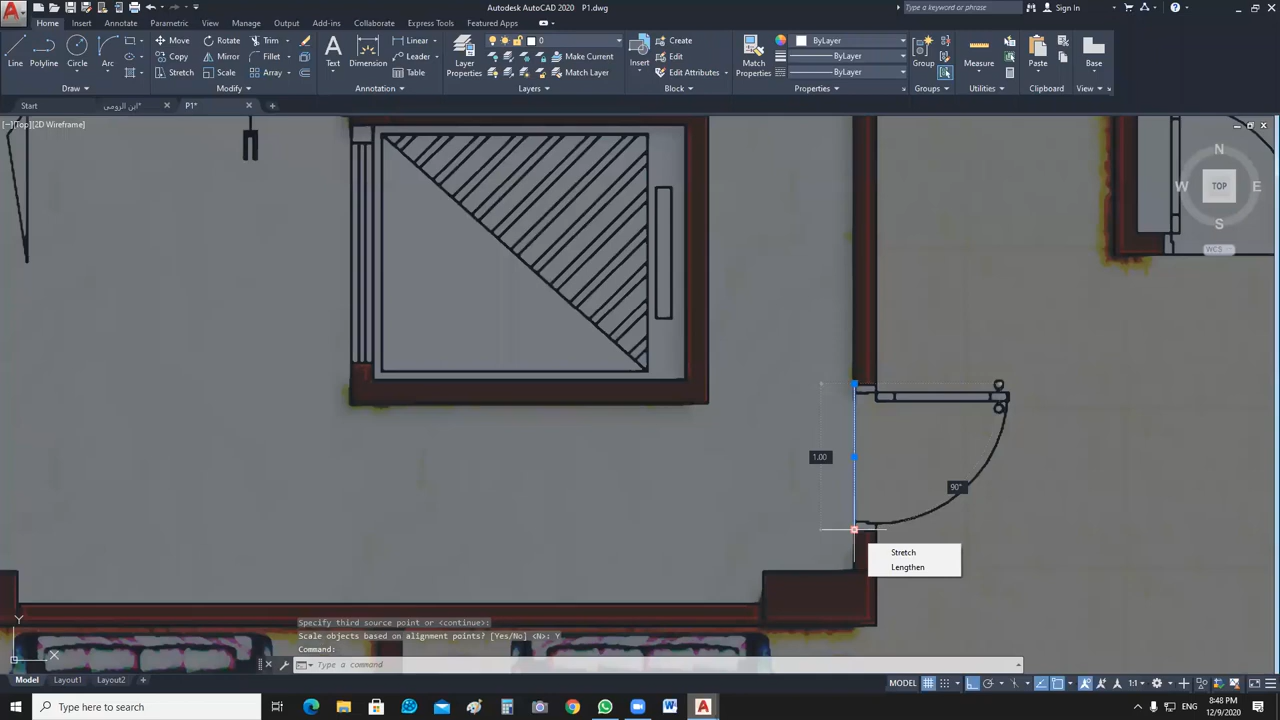 Autodesk AutoCAD 2020 P1.dwg
Type a keyword or phrase
Sign In
Home Insert Annotate Parametric View Manage Output Add-ins Collaborate Express Tools Featured Apps
Line Polyline Circle Arc
Move Rotate Trim
Copy Mirror Fillet
Stretch Scale Array
Draw Modify
Text Dimension
Linear
Leader
Table
Annotation
Layer Properties
0
Make Current
Match Layer
Layers
Insert
Create
Edit
Edit Attributes
Block
Match Properties
ByLayer
ByLayer
ByLayer
Properties
Group
Groups
Measure
Utilities
Paste
Clipboard
Base
View
Start ابن الرومى* P1*
[−][Top][2D Wireframe]
N
W TOP E
S
WCS
1.00
90°
Stretch
Lengthen
Y
X
Specify third source point or <continue>:
Scale objects based on alignment points? [Yes/No] <N>: Y
Command:
Type a command
Model Layout1 Layout2
MODEL 1:1
Type here to search
8:48 PM
12/9/2020